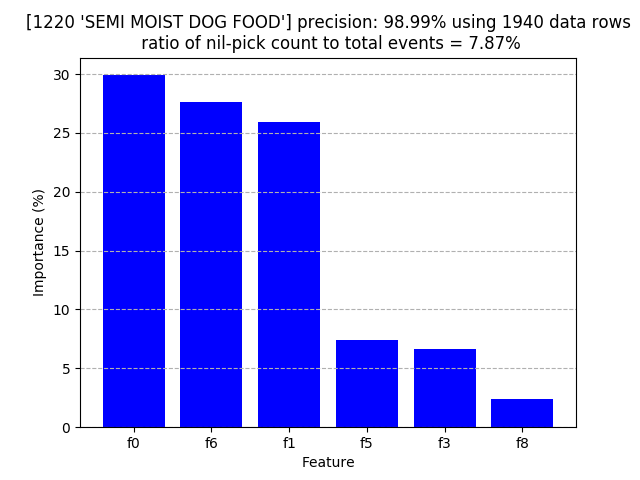 [1220 'SEMI MOIST DOG FOOD'] precision: 98.99% using 1940 data rows
ratio of nil-pick count to total events = 7.87%
30
25
20
15
10
5
0
Importance (%)
f0 f6 f1 f5 f3 f8
Feature